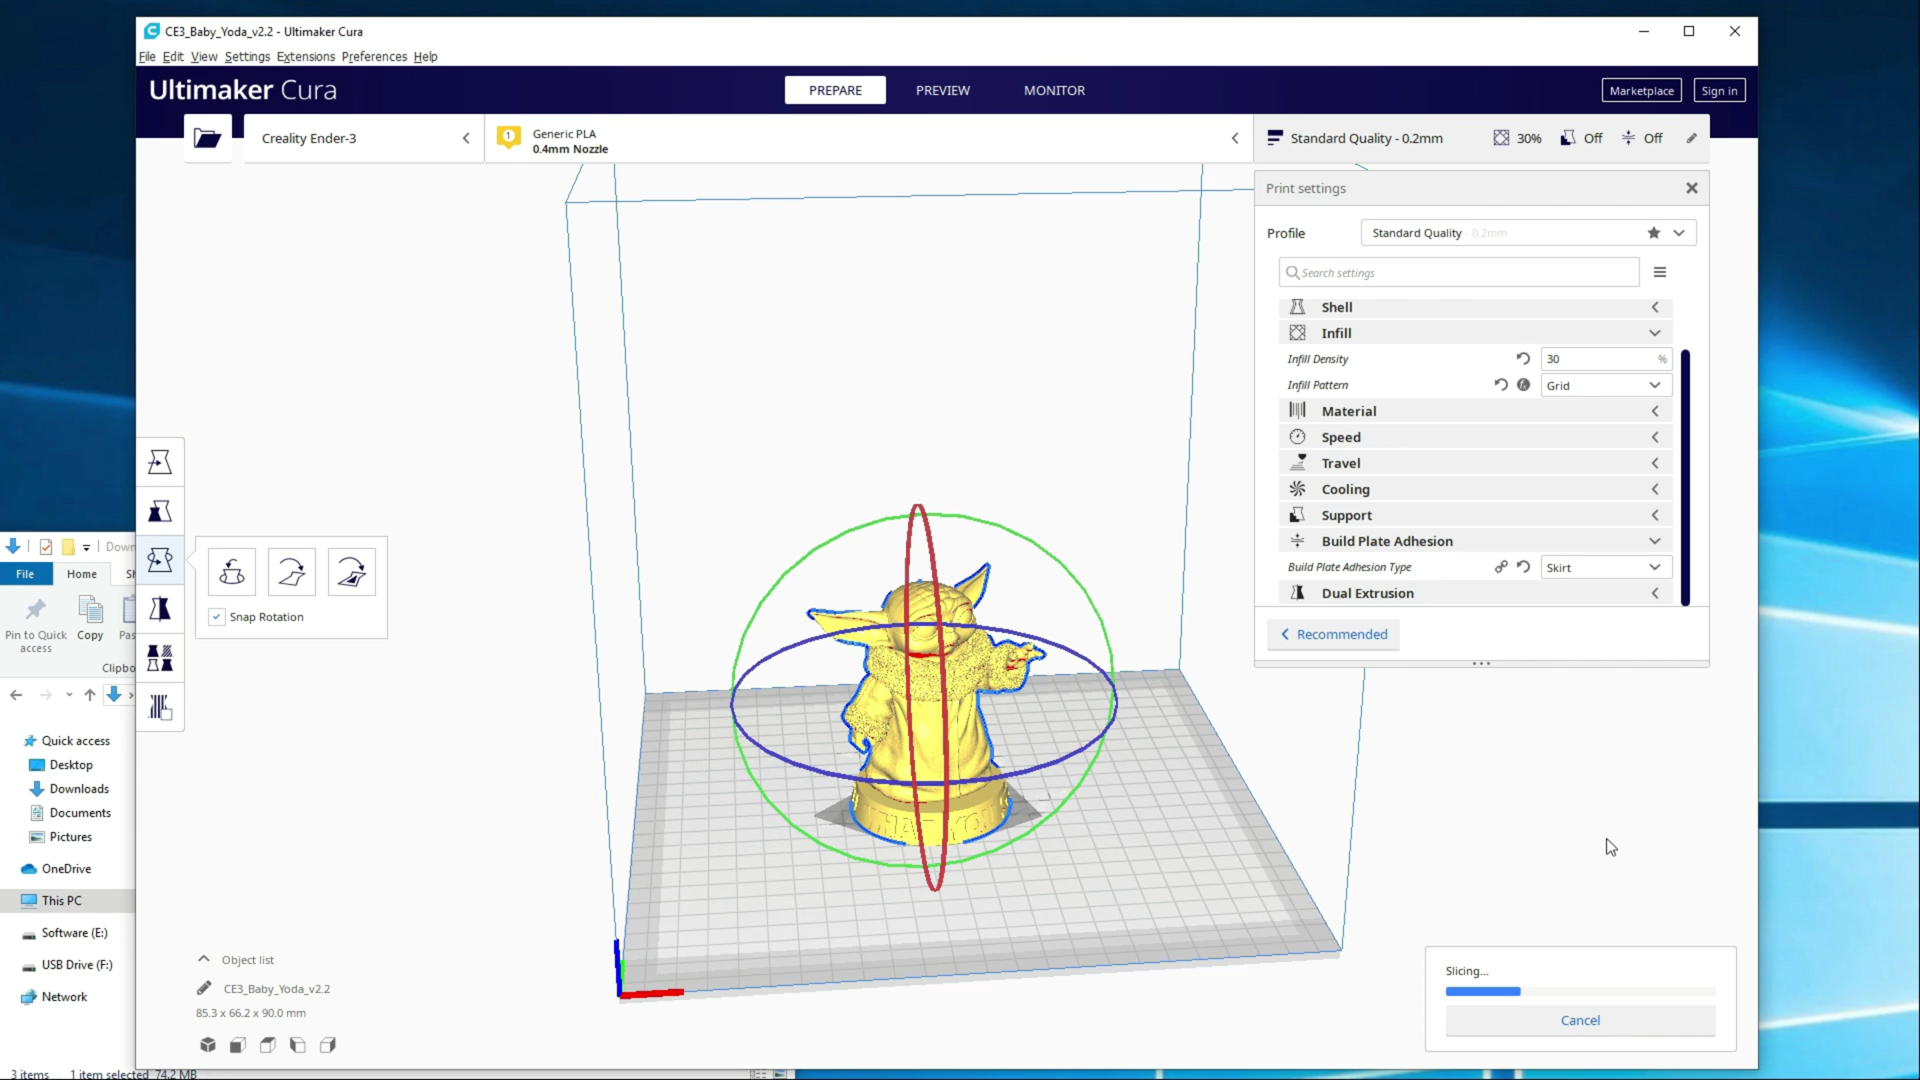 CE3_Baby_Yoda_v2.2 - Ultimaker Cura
File Edit View Settings Extensions Preferences Help
Ultimaker Cura
PREPARE
PREVIEW
MONITOR
Marketplace
Sign in
Creality Ender-3
1
Generic PLA
0.4mm Nozzle
Standard Quality - 0.2mm
30%
Off
Off
Print settings
Profile
Standard Quality - 0.2mm
Search settings
Shell
Infill
Infill Density
30
%
Infill Pattern
Grid
Material
Speed
Travel
Cooling
Support
Build Plate Adhesion
Build Plate Adhesion Type
Skirt
Dual Extrusion
Recommended
Snap Rotation
File
Home
Pin to Quick
access
Copy
Quick access
Desktop
Downloads
Documents
Pictures
OneDrive
This PC
Software (E:)
USB Drive (F:)
Network
3 items
1 item selected 74.2 MB
Object list
CE3_Baby_Yoda_v2.2
85.3 x 66.2 x 90.0 mm
Slicing...
Cancel